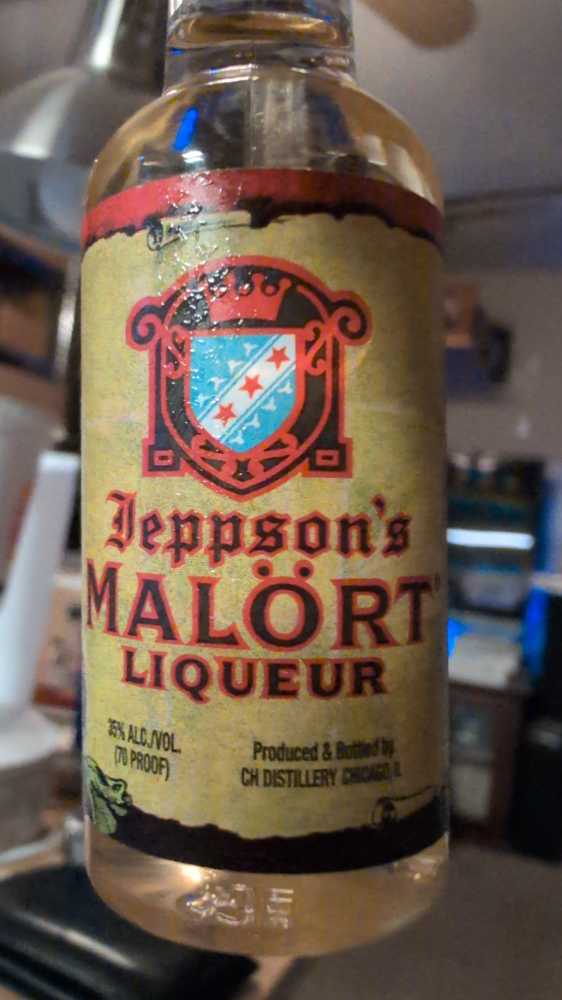 Jeppson's
MALÖRT®
LIQUEUR
35% ALC./VOL.
(70 PROOF)
Produced & Bottled by
CH DISTILLERY CHICAGO, IL